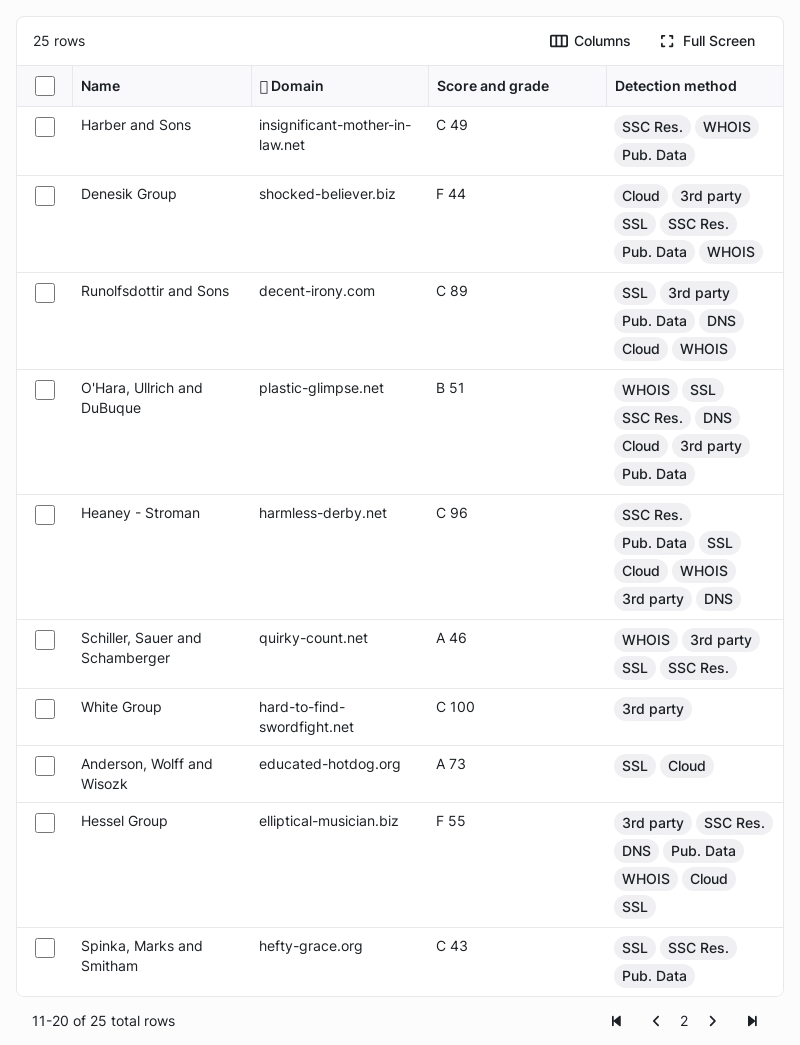 25 rows
Columns
Full Screen
Name
Domain
Score and grade
Detection method
Harber and Sons
insignificant-mother-in-
law.net
C 49
SSC Res. WHOIS
Pub. Data
Denesik Group
shocked-believer.biz
F 44
Cloud 3rd party
SSL SSC Res.
Pub. Data WHOIS
Runolfsdottir and Sons
decent-irony.com
C 89
SSL 3rd party
Pub. Data DNS
Cloud WHOIS
O'Hara, Ullrich and
DuBuque
plastic-glimpse.net
B 51
WHOIS SSL
SSC Res. DNS
Cloud 3rd party
Pub. Data
Heaney - Stroman
harmless-derby.net
C 96
SSC Res.
Pub. Data SSL
Cloud WHOIS
3rd party DNS
Schiller, Sauer and
Schamberger
quirky-count.net
A 46
WHOIS 3rd party
SSL SSC Res.
White Group
hard-to-find-
swordfight.net
C 100
3rd party
Anderson, Wolff and
Wisozk
educated-hotdog.org
A 73
SSL Cloud
Hessel Group
elliptical-musician.biz
F 55
3rd party SSC Res.
DNS Pub. Data
WHOIS Cloud
SSL
Spinka, Marks and
Smitham
hefty-grace.org
C 43
SSL SSC Res.
Pub. Data
11-20 of 25 total rows
2